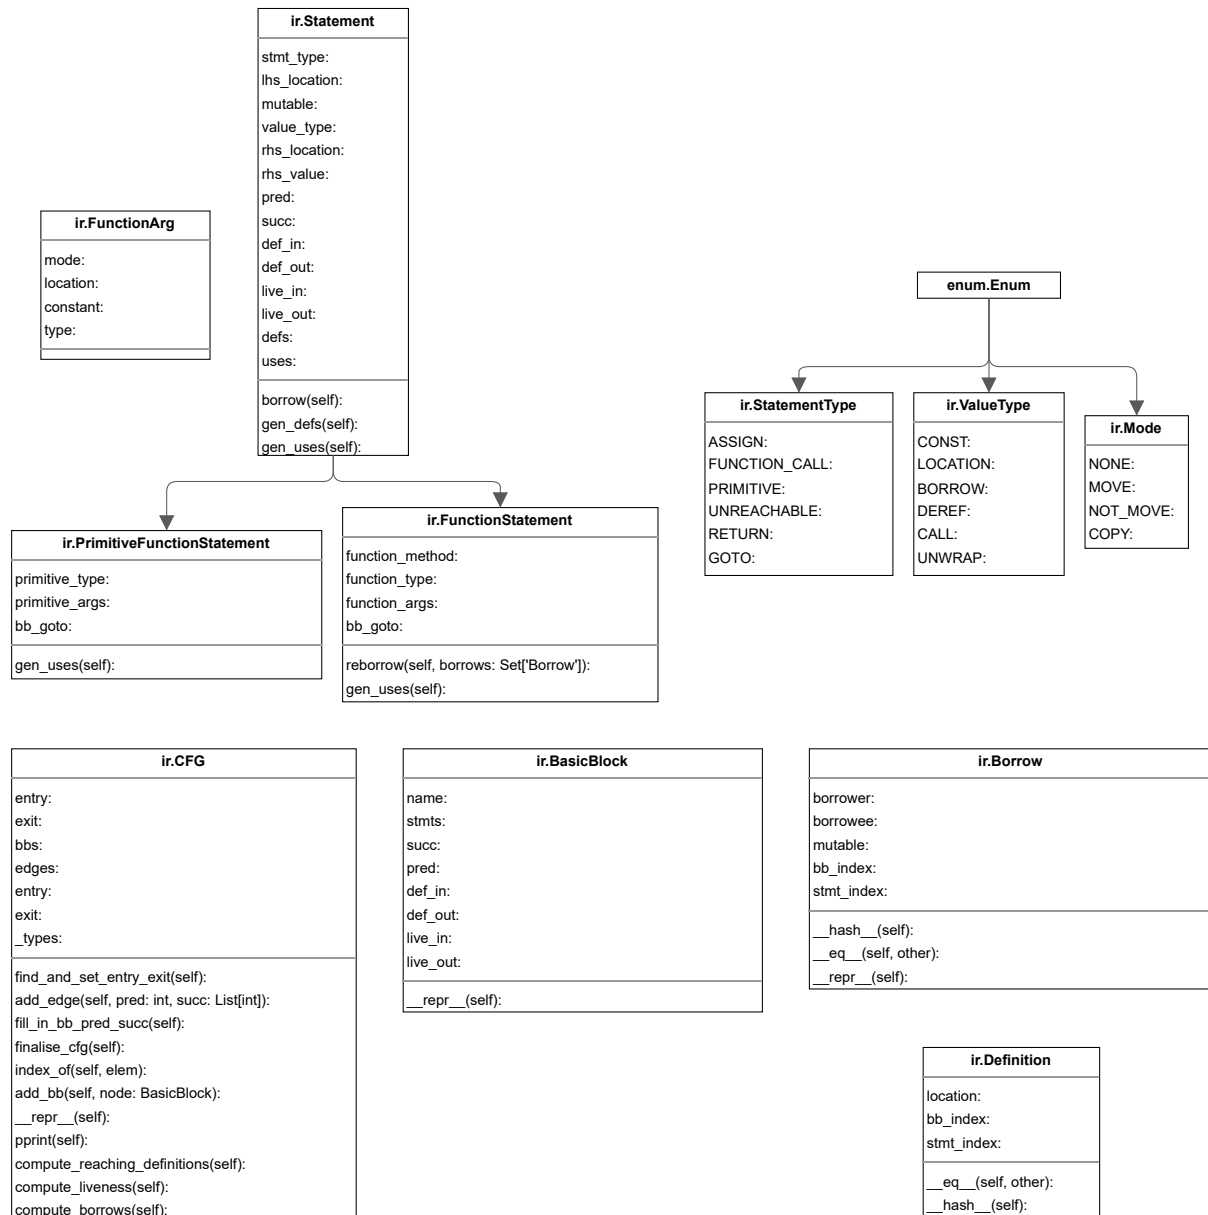 ir.Statement
stmt_type:
lhs_location:
mutable:
value_type:
rhs_location:
rhs_value:
pred:
succ:
def_in:
def_out:
live_in:
live_out:
defs:
uses:
borrow(self):
gen_defs(self):
gen_uses(self):
ir.FunctionArg
mode:
location:
constant:
type:
enum.Enum
ir.StatementType
ASSIGN:
FUNCTION_CALL:
PRIMITIVE:
UNREACHABLE:
RETURN:
GOTO:
ir.ValueType
CONST:
LOCATION:
BORROW:
DEREF:
CALL:
UNWRAP:
ir.Mode
NONE:
MOVE:
NOT_MOVE:
COPY:
ir.PrimitiveFunctionStatement
primitive_type:
primitive_args:
bb_goto:
gen_uses(self):
ir.FunctionStatement
function_method:
function_type:
function_args:
bb_goto:
reborrow(self, borrows: Set['Borrow']):
gen_uses(self):
ir.CFG
entry:
exit:
bbs:
edges:
entry:
exit:
_types:
find_and_set_entry_exit(self):
add_edge(self, pred: int, succ: List[int]):
fill_in_bb_pred_succ(self):
finalise_cfg(self):
index_of(self, elem):
add_bb(self, node: BasicBlock):
__repr__(self):
pprint(self):
compute_reaching_definitions(self):
compute_liveness(self):
compute_borrows(self):
ir.BasicBlock
name:
stmts:
succ:
pred:
def_in:
def_out:
live_in:
live_out:
__repr__(self):
ir.Borrow
borrower:
borrowee:
mutable:
bb_index:
stmt_index:
__hash__(self):
__eq__(self, other):
__repr__(self):
ir.Definition
location:
bb_index:
stmt_index:
__eq__(self, other):
__hash__(self):